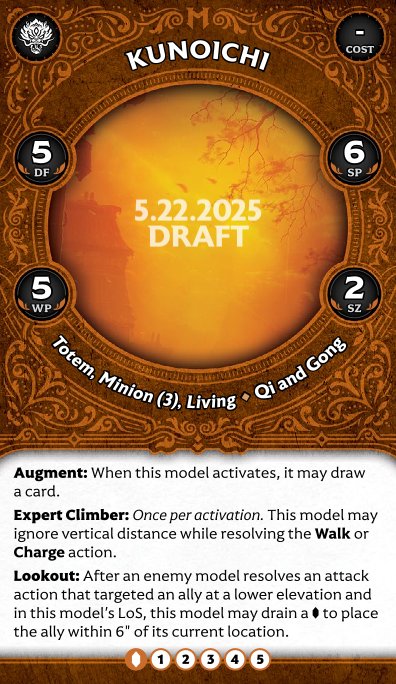 -
COST
KUNOICHI
5
DF
6
SP
5.22.2025
DRAFT
5
WP
2
SZ
Totem, Minion (3), Living ⬥ Qi and Gong
Augment: When this model activates, it may draw
a card.
Expert Climber: Once per activation. This model may
ignore vertical distance while resolving the Walk or
Charge action.
Lookout: After an enemy model resolves an attack
action that targeted an ally at a lower elevation and
in this model’s LoS, this model may drain a ⬮ to place
the ally within 6" of its current location.
1 2 3 4 5